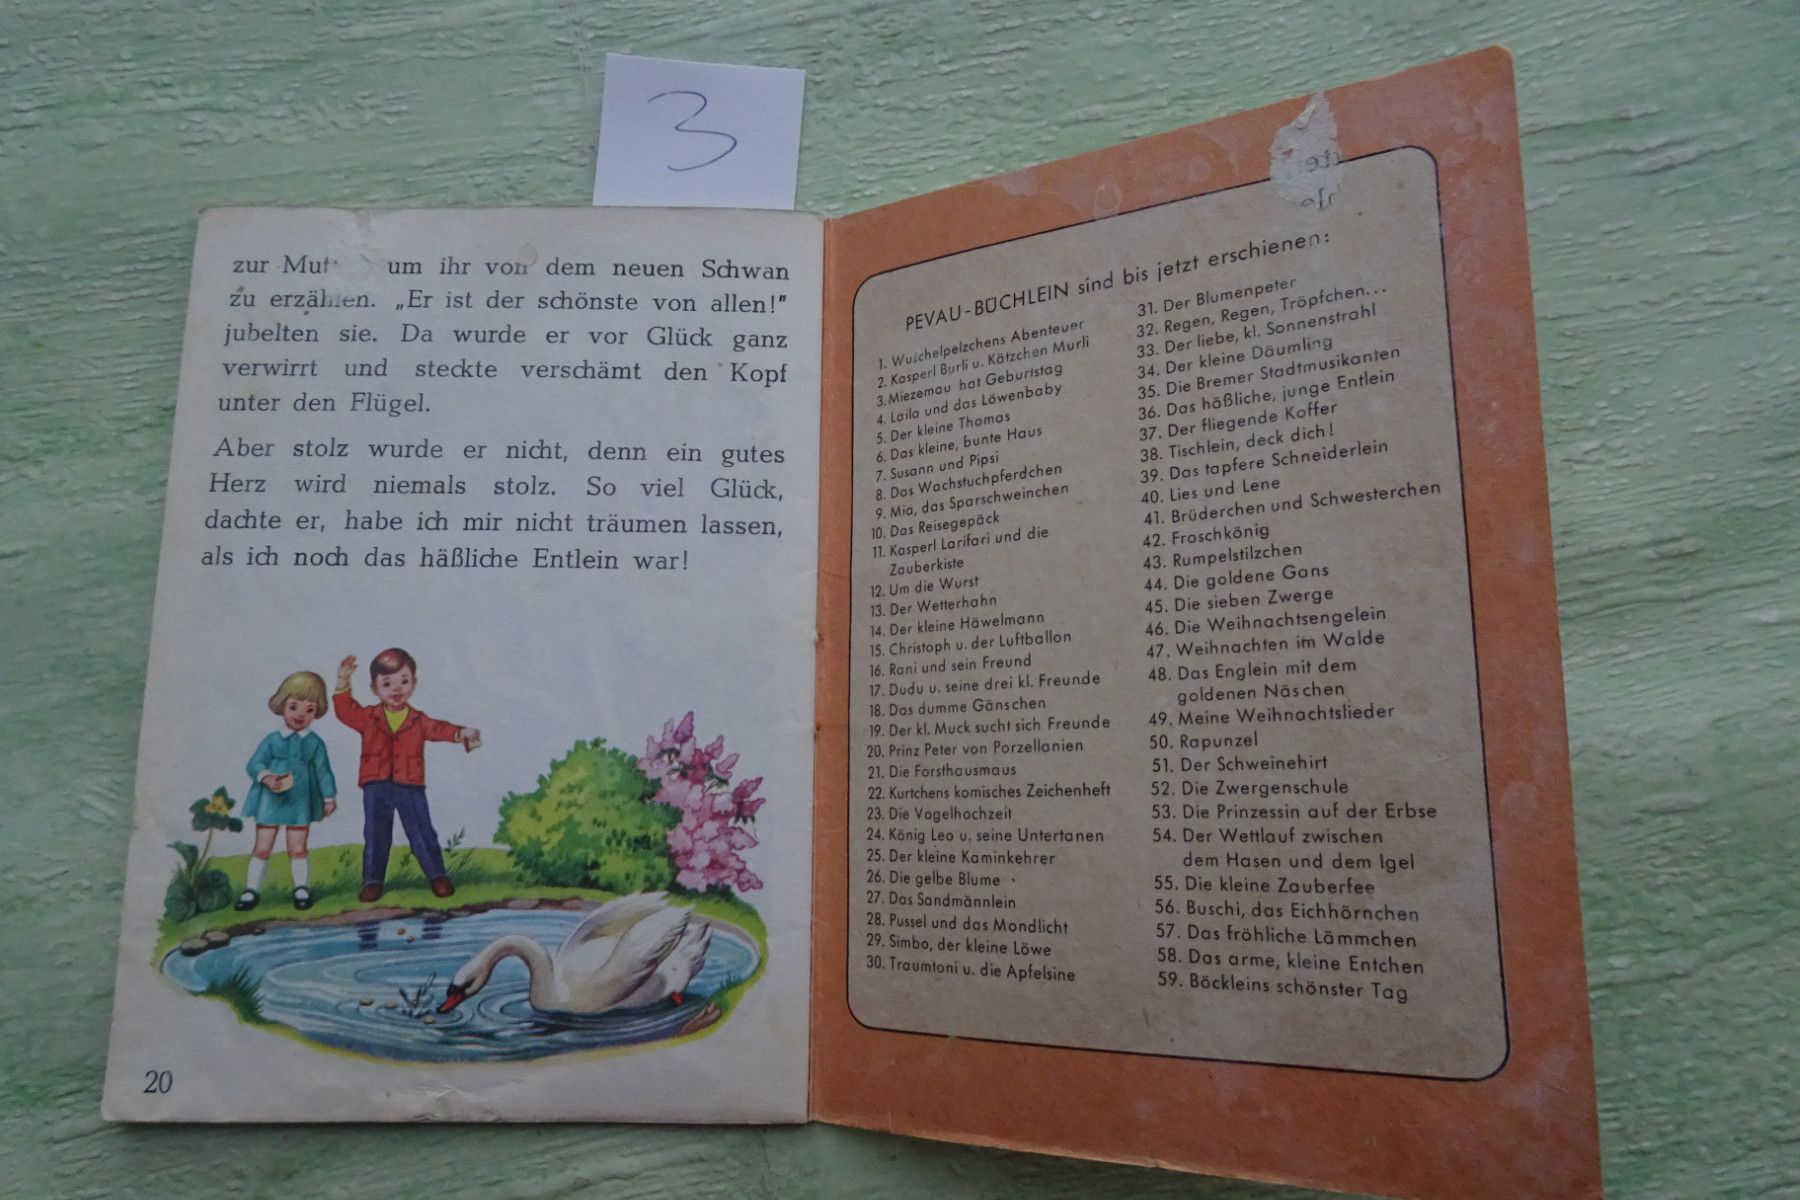 3
zur um ihr von dem neuen Schwan
zu erzählen. „Er ist der schönste von allen!"
jubelten sie. Da wurde er vor Glück ganz
verwirrt und steckte verschämt den Kopf
unter den Flügel.
Aber stolz wurde er nicht, denn ein gutes
Herz wird niemals stolz. So viel Glück,
dachte er, habe ich mir nicht träumen lassen,
als ich noch das häßliche Entlein war!
20
PEVAU-BÜCHLEIN sind bis jetzt erschienen:
1. Wuschelpelzchens Abenteuer
2. Kasperl Burli u. Kätzchen Murli
3. Miezemau hat Geburtstag
4. Laila und das Löwenbaby
5. Der kleine Thomas
6. Das kleine, bunte Haus
7. Susann und Pipsi
8. Das Wachstuchpferdchen
9. Mia, das Sparschweinchen
10. Das Reisegepäck
11. Kasperl Larifari und die
Zauberkiste
12. Um die Wurst
13. Der Wetterhahn
14. Der kleine Häwelmann
15. Christoph u. der Luftballon
16. Rani und sein Freund
17. Dudu u. seine drei kl. Freunde
18. Das dumme Gänschen
19. Der kl. Muck sucht sich Freunde
20. Prinz Peter von Porzellanien
21. Die Forsthausmaus
22. Kurtchens komisches Zeichenheft
23. Die Vogelhochzeit
24. König Leo u. seine Untertanen
25. Der kleine Kaminkehrer
26. Die gelbe Blume
27. Das Sandmännlein
28. Pussel und das Mondlicht
29. Simbo, der kleine Löwe
30. Traumtoni u. die Apfelsine
31. Der Blumenpeter
32. Regen, Regen, Tröpfchen...
33. Der liebe, kl. Sonnenstrahl
34. Der kleine Däumling
35. Die Bremer Stadtmusikanten
36. Das häßliche, junge Entlein
37. Der fliegende Koffer
38. Tischlein, deck dich!
39. Das tapfere Schneiderlein
40. Lies und Lene
41. Brüderchen und Schwesterchen
42. Froschkönig
43. Rumpelstilzchen
44. Die goldene Gans
45. Die sieben Zwerge
46. Die Weihnachtsengelein
47. Weihnachten im Walde
48. Das Englein mit dem
goldenen Näschen
49. Meine Weihnachtslieder
50. Rapunzel
51. Der Schweinehirt
52. Die Zwergenschule
53. Die Prinzessin auf der Erbse
54. Der Wettlauf zwischen
dem Hasen und dem Igel
55. Die kleine Zauberfee
56. Buschi, das Eichhörnchen
57. Das fröhliche Lämmchen
58. Das arme, kleine Entchen
59. Böckleins schönster Tag